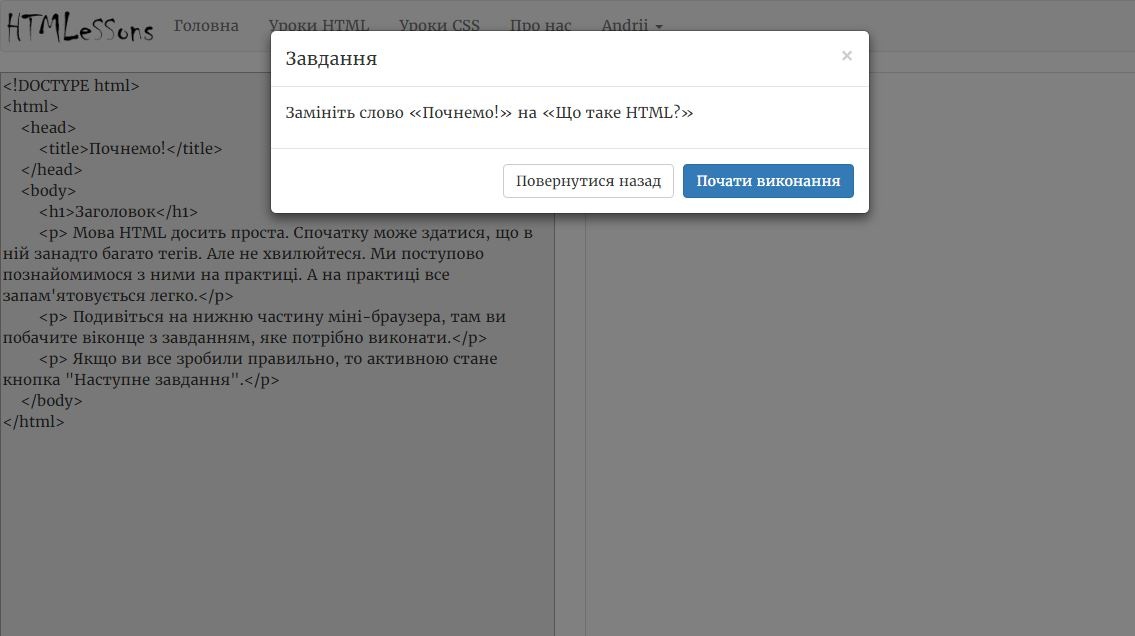 HTMLeSSons Головна Уроки HTML Уроки CSS Про нас Andrii
Завдання ×
Замініть слово «Почнемо!» на «Що таке HTML?»
Повернутися назад Почати виконання
<!DOCTYPE html>
<html>
<head>
<title>Почнемо!</title>
</head>
<body>
<h1>Заголовок</h1>
<p> Мова HTML досить проста. Спочатку може здатися, що в
ній занадто багато тегів. Але не хвилюйтеся. Ми поступово
познайомимося з ними на практиці. А на практиці все
запам'ятовується легко.</p>
<p> Подивіться на нижню частину міні-браузера, там ви
побачите віконце з завданням, яке потрібно виконати.</p>
<p> Якщо ви все зробили правильно, то активною стане
кнопка "Наступне завдання".</p>
</body>
</html>